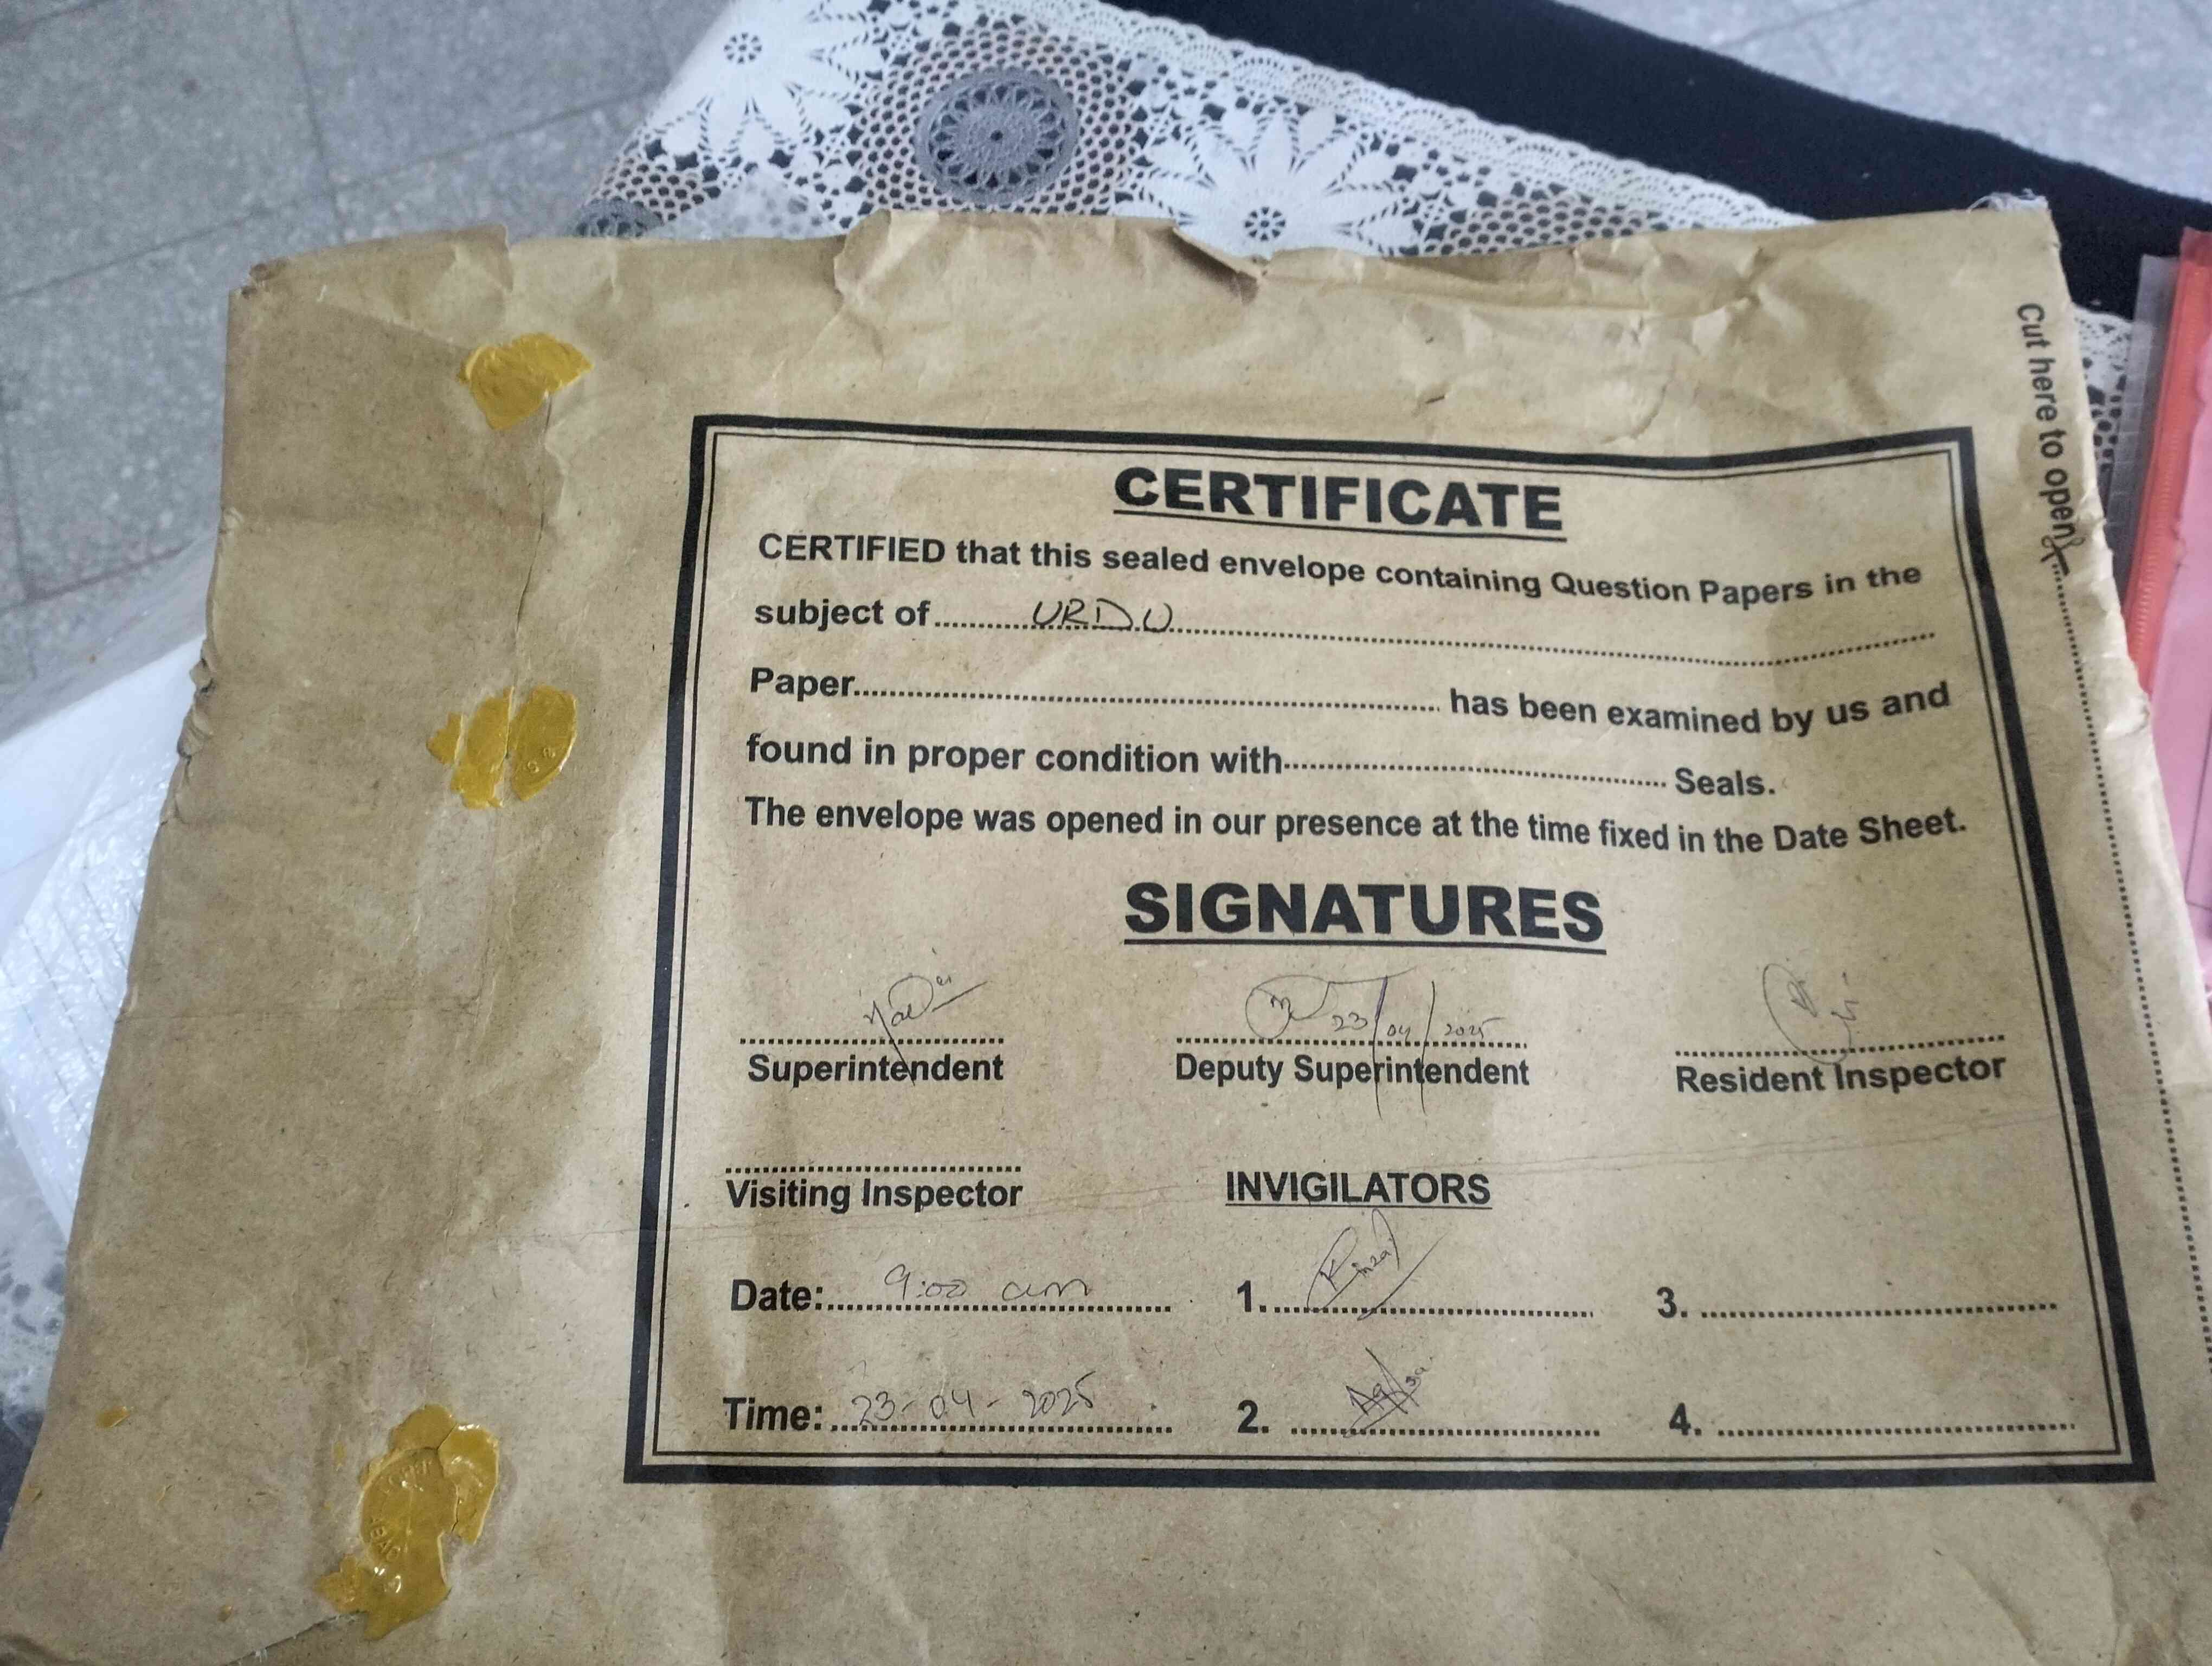 Cut here to open
CERTIFICATE
CERTIFIED that this sealed envelope containing Question Papers in the
subject of URDU
Paper has been examined by us and
found in proper condition with Seals.
The envelope was opened in our presence at the time fixed in the Date Sheet.
SIGNATURES
23/04/2025
Superintendent Deputy Superintendent Resident Inspector
Visiting Inspector INVIGILATORS
Date: 9:00 am 1. 3.
Time: 23-04-2025 2. 4.